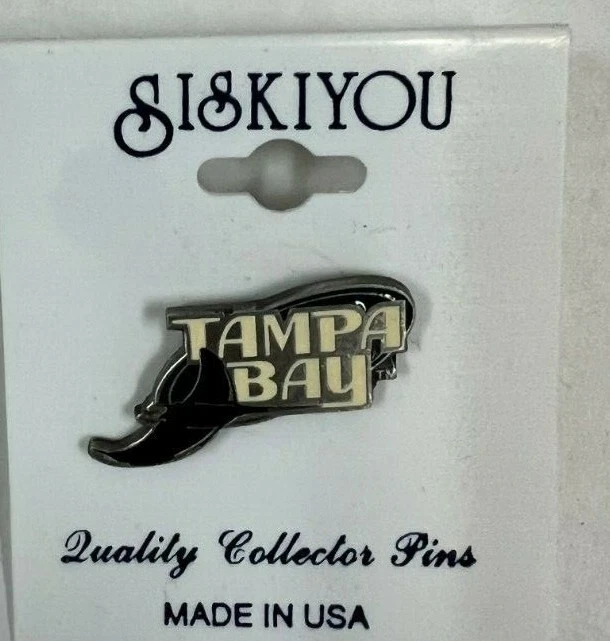 SISKIYOU
TAMPA
BAY TM
Quality Collector Pins
MADE IN USA